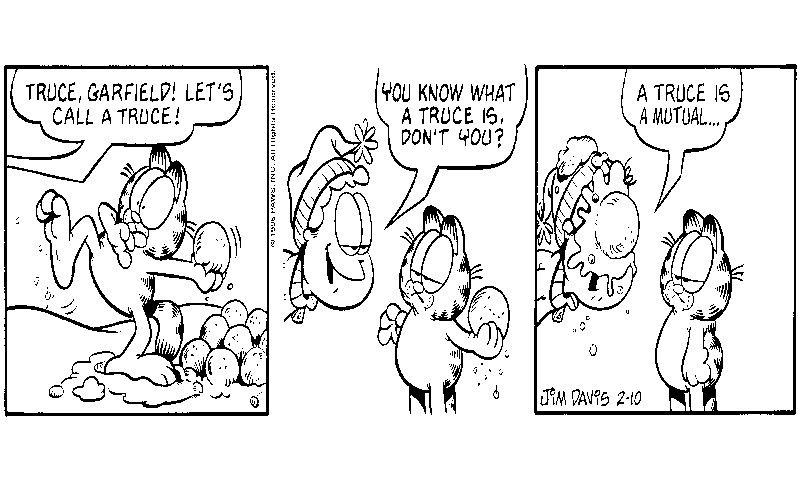 TRUCE, GARFIELD! LET'S
CALL A TRUCE!
YOU KNOW WHAT
A TRUCE IS,
DON'T YOU?
A TRUCE IS
A MUTUAL...
JIM DAVIS 2-10